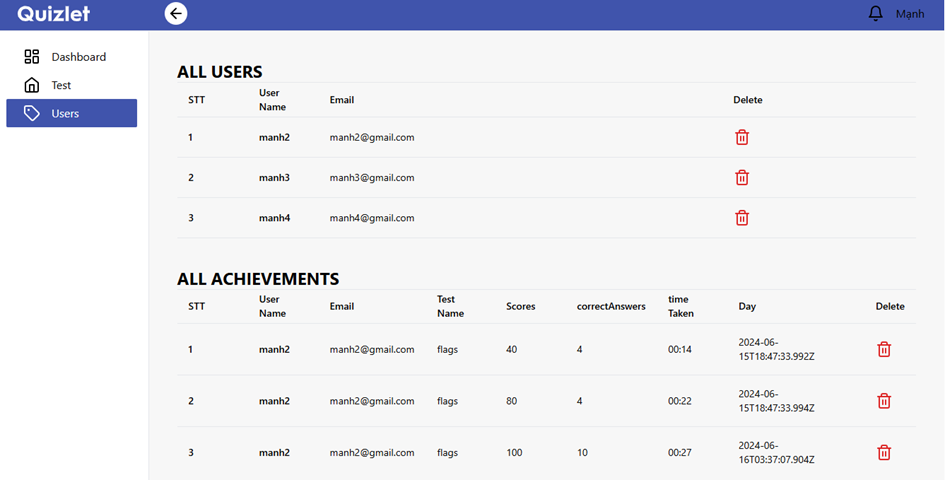 Quizlet
Mạnh
Dashboard
Test
Users
ALL USERS
STT User Name Email Delete
1 manh2 manh2@gmail.com
2 manh3 manh3@gmail.com
3 manh4 manh4@gmail.com
ALL ACHIEVEMENTS
STT User Name Email Test Name Scores correctAnswers time Taken Day Delete
1 manh2 manh2@gmail.com flags 40 4 00:14 2024-06-15T18:47:33.992Z
2 manh2 manh2@gmail.com flags 80 4 00:22 2024-06-15T18:47:33.994Z
3 manh2 manh2@gmail.com flags 100 10 00:27 2024-06-16T03:37:07.904Z